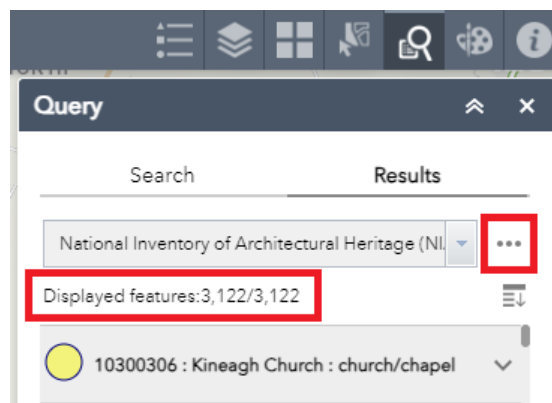 Query
Search Results
National Inventory of Architectural Heritage (NI.
Displayed features:3,122/3,122
10300306 : Kineagh Church : church/chapel